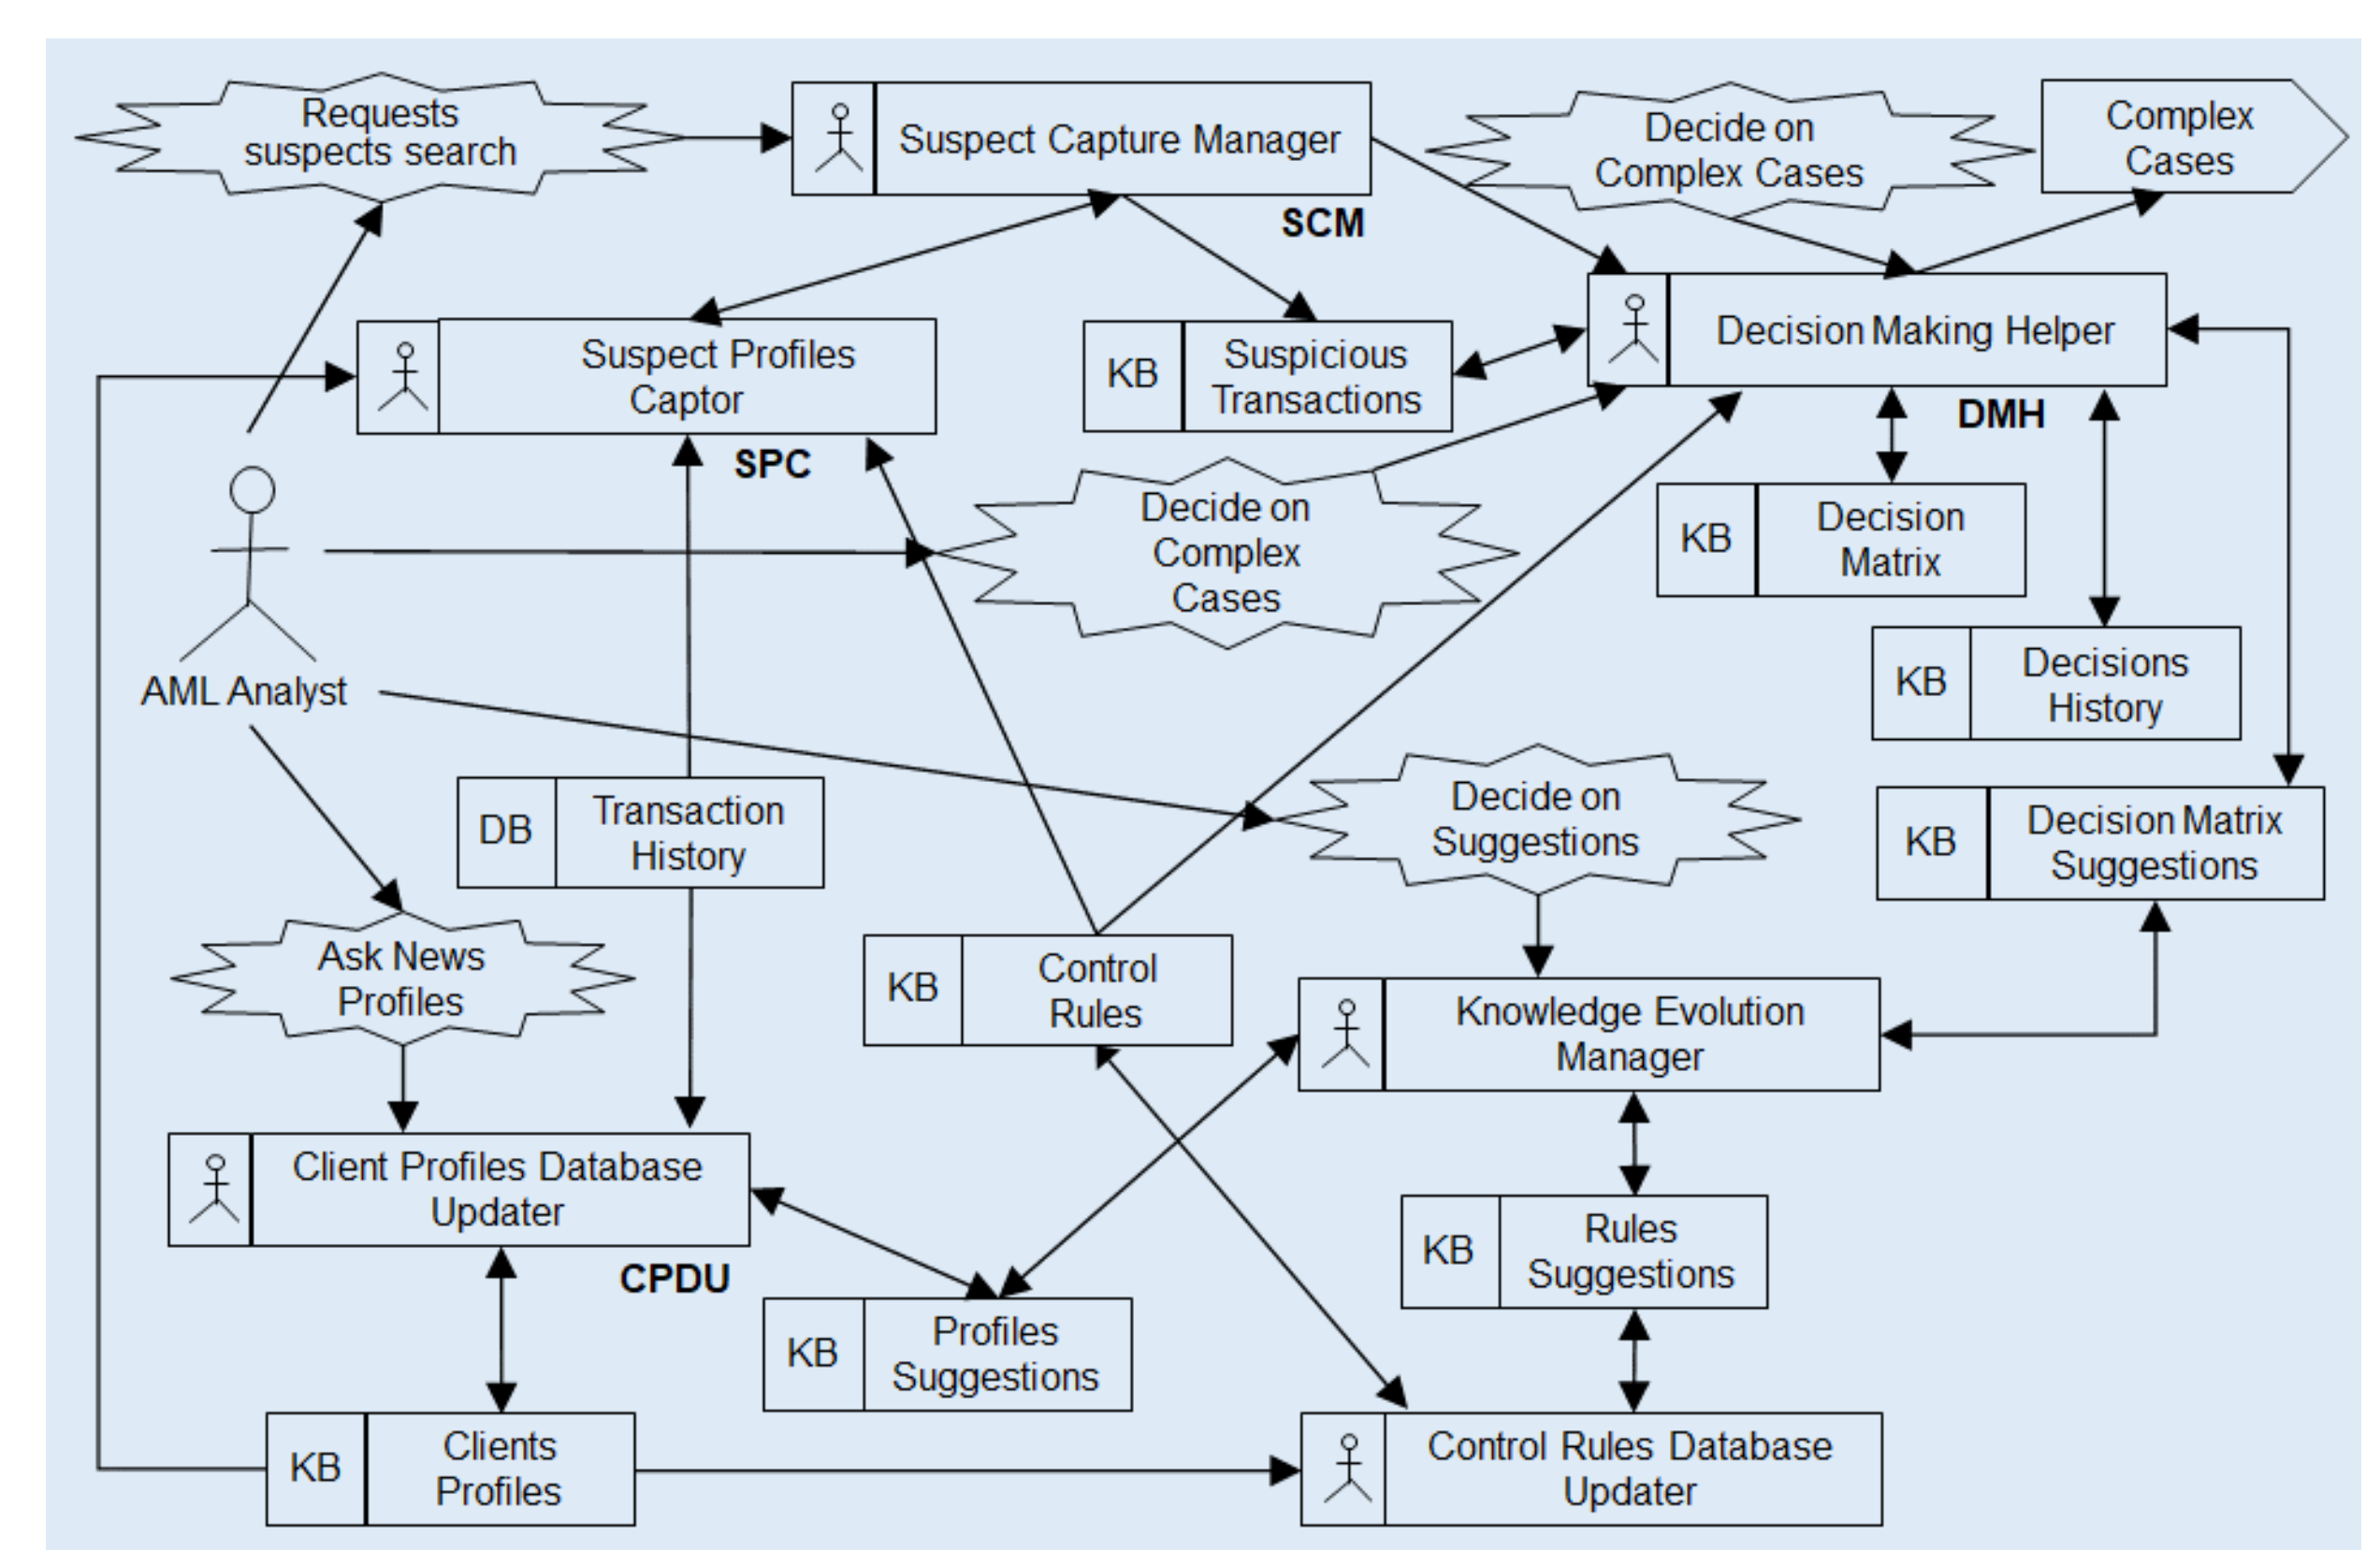 Requests
suspects search
Suspect Capture Manager
SCM
Decide on
Complex Cases
Complex
Cases
Suspect Profiles
Captor
SPC
KB
Suspicious
Transactions
Decision Making Helper
DMH
Decide on
Complex
Cases
KB
Decision
Matrix
AML Analyst
KB
Decisions
History
DB
Transaction
History
Decide on
Suggestions
KB
Decision Matrix
Suggestions
Ask News
Profiles
KB
Control
Rules
Knowledge Evolution
Manager
Client Profiles Database
Updater
CPDU
KB
Rules
Suggestions
KB
Profiles
Suggestions
KB
Clients
Profiles
Control Rules Database
Updater